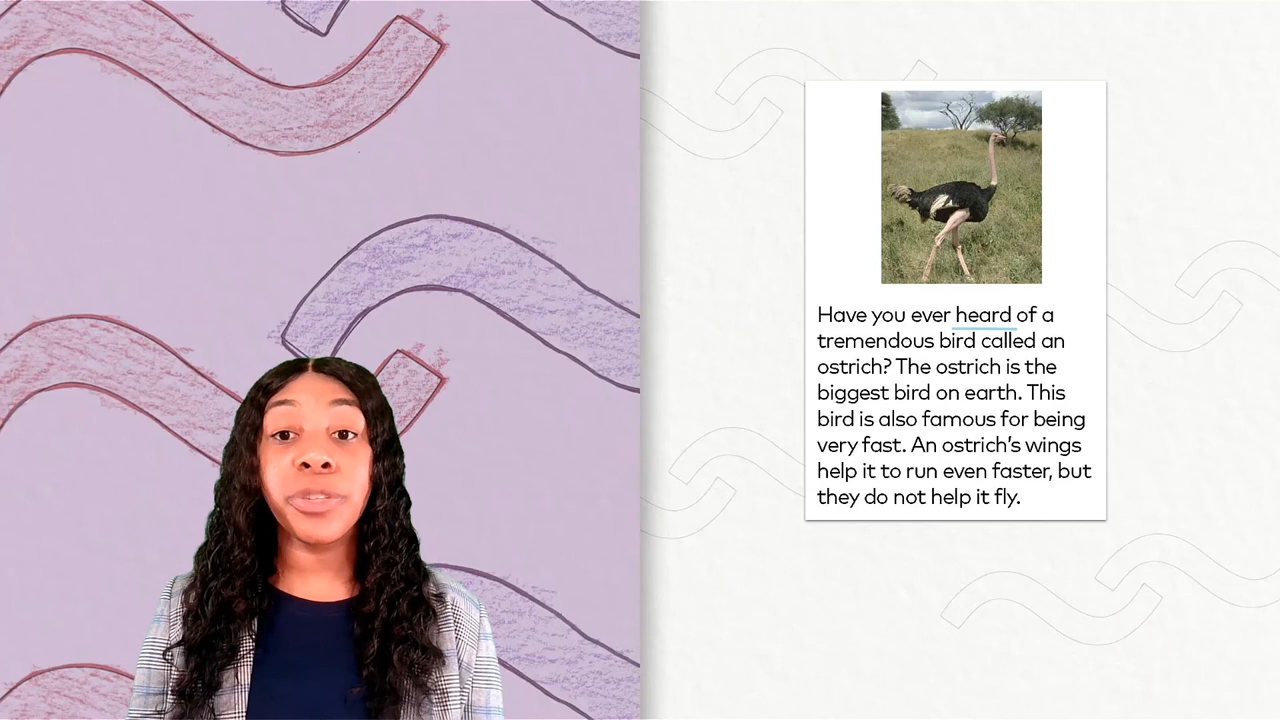 Have you ever heard of a
tremendous bird called an
ostrich? The ostrich is the
biggest bird on earth. This
bird is also famous for being
very fast. An ostrich’s wings
help it to run even faster, but
they do not help it fly.